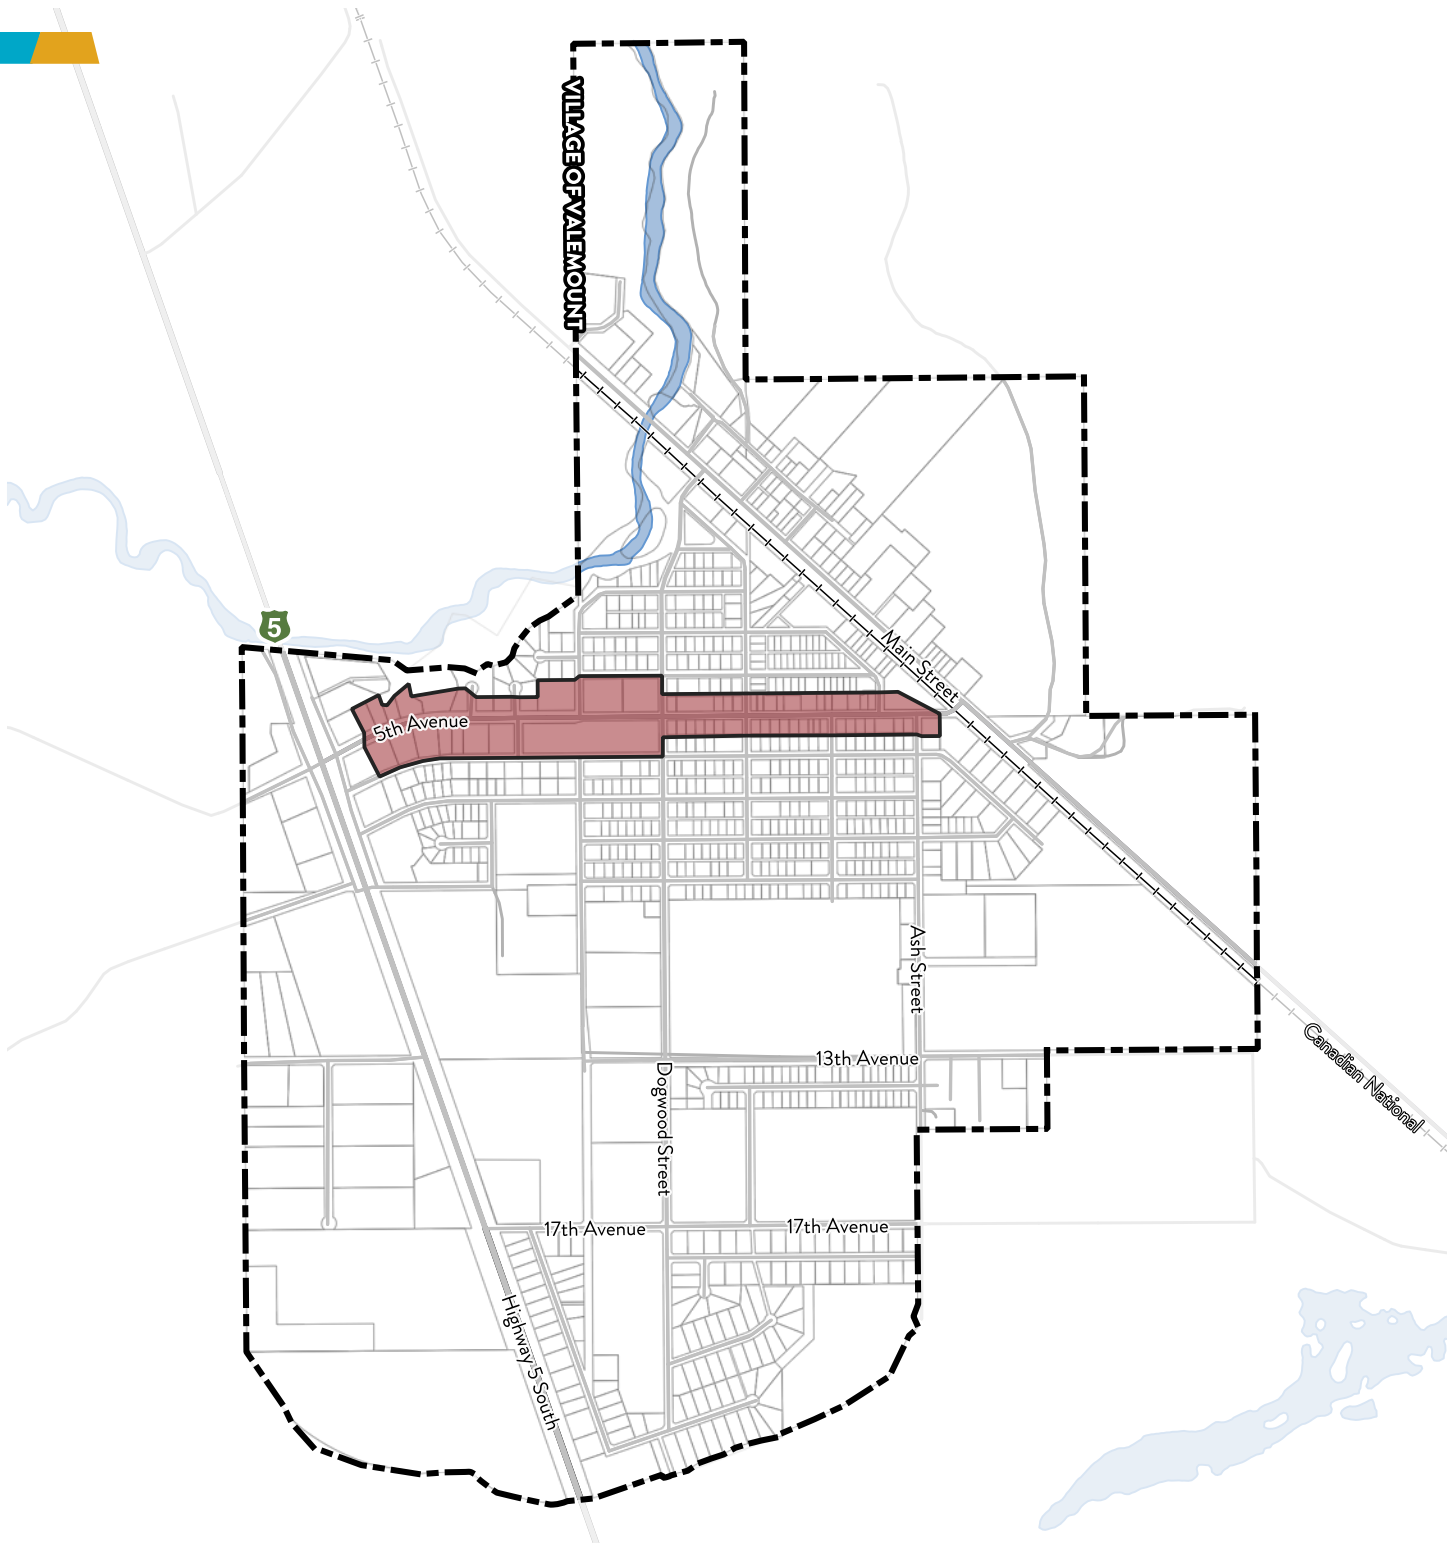 VILLAGE OF VALEMOUNT
5
Main Street
5th Avenue
Ash Street
Canadian National
13th Avenue
Dogwood Street
17th Avenue
17th Avenue
Highway 5 South